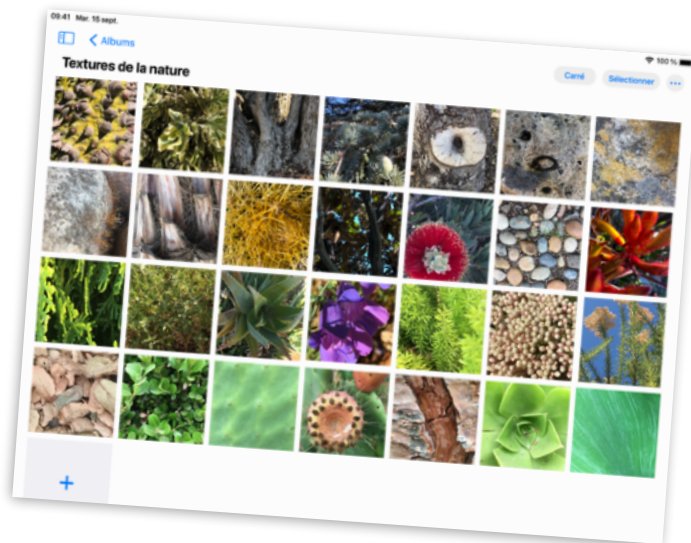 09:41 Mar. 15 sept.
100 %
Albums
Textures de la nature
Carré
Sélectionner